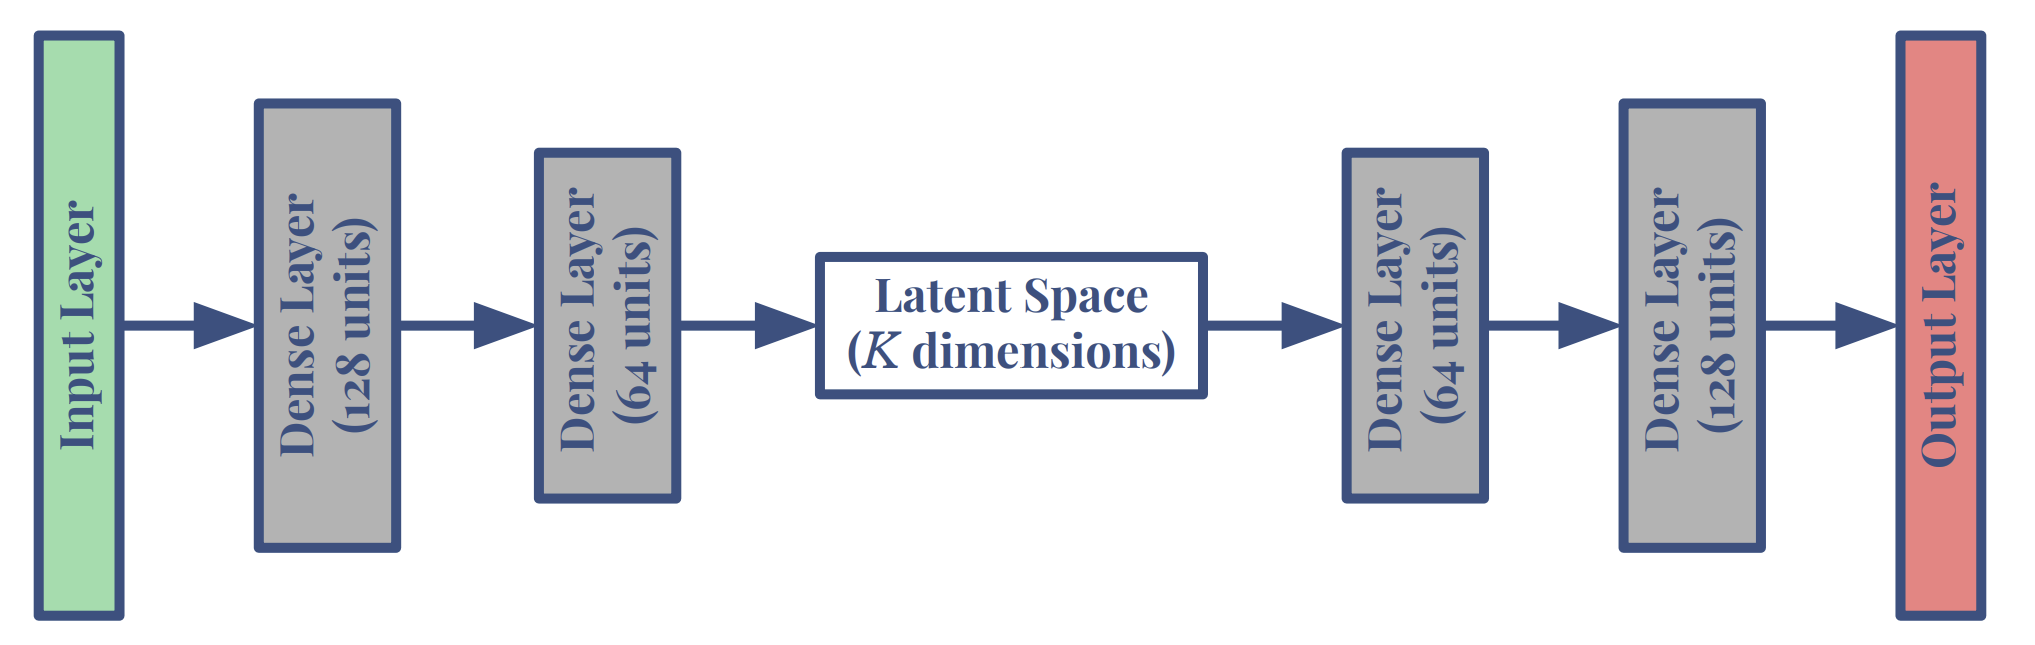 Input Layer
Dense Layer
(128 units)
Dense Layer
(64 units)
Latent Space
(K dimensions)
Dense Layer
(64 units)
Dense Layer
(128 units)
Output Layer